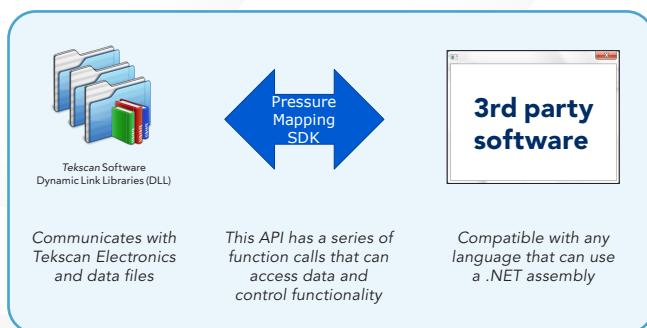 Pressure
Mapping
SDK
3rd party
software
Tekscan Software
Dynamic Link Libraries (DLL)
Communicates with
Tekscan Electronics
and data files
This API has a series of
function calls that can
access data and
control functionality
Compatible with any
language that can use
a .NET assembly